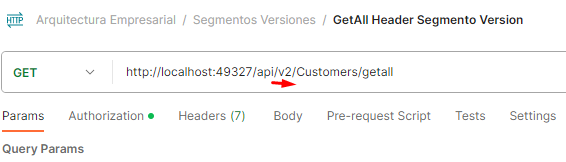 HTTP Arquitectura Empresarial / Segmentos Versiones / GetAll Header Segmento Version
GET http://localhost:49327/api/v2/Customers/getall
Params Authorization Headers (7) Body Pre-request Script Tests Settings
Query Params